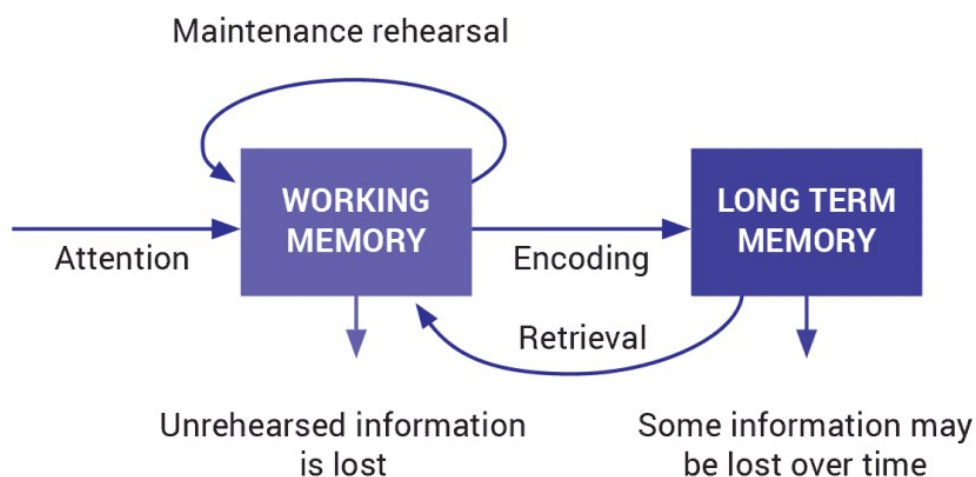 Maintenance rehearsal
WORKING
MEMORY
LONG TERM
MEMORY
Attention
Encoding
Retrieval
Unrehearsed information
is lost
Some information may
be lost over time